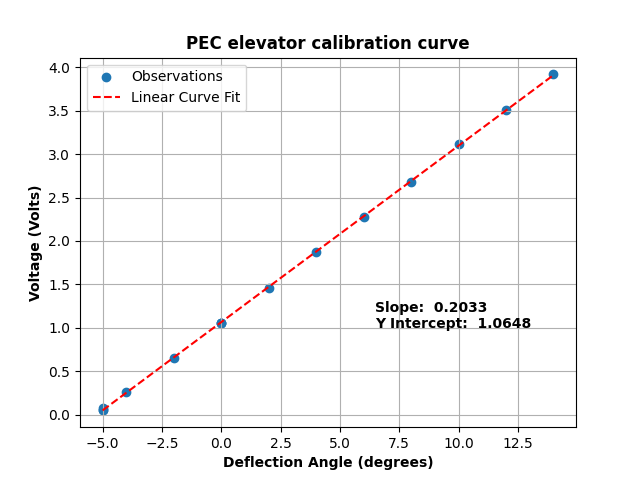 PEC elevator calibration curve
Observations
Linear Curve Fit
4.0
3.5
3.0
2.5
2.0
1.5
1.0
0.5
0.0
Voltage (Volts)
Slope:  0.2033
Y Intercept:  1.0648
−5.0 −2.5 0.0 2.5 5.0 7.5 10.0 12.5
Deflection Angle (degrees)